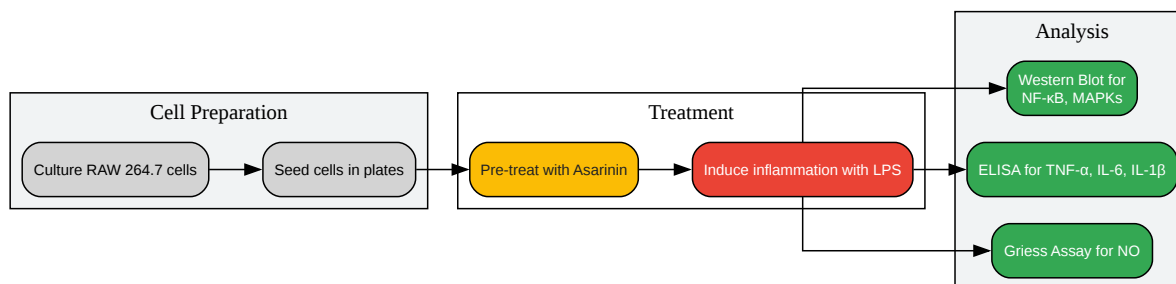 Cell Preparation
Culture RAW 264.7 cells
Seed cells in plates
Treatment
Pre-treat with Asarinin
Induce inflammation with LPS
Analysis
Western Blot for
NF-κB, MAPKs
ELISA for TNF-α, IL-6, IL-1β
Griess Assay for NO